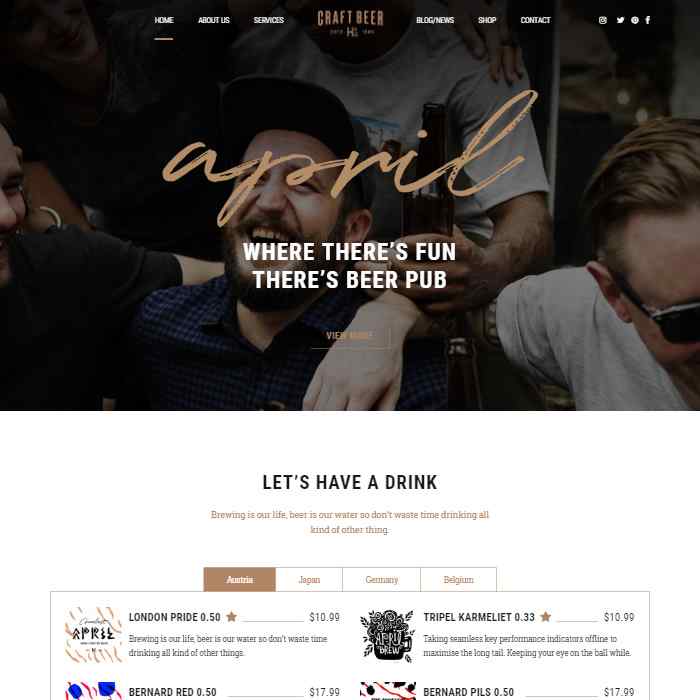 HOME
ABOUT US
SERVICES
CRAFT BEER
BLOG/NEWS
SHOP
CONTACT
april
WHERE THERE'S FUN
THERE'S BEER PUB
VIEW MORE
LET'S HAVE A DRINK
Brewing is our life, beer is our water so don't waste time drinking all
kind of other thing.
Austria
Japan
Germany
Belgium
LONDON PRIDE 0.50 $10.99
Brewing is our life, beer is our water so don't waste time
drinking all kind of other things.
APRIL
TRIPEL KARMELIET 0.33 $10.99
Taking seamless key performance indicators offline to
maximise the long tail. Keeping your eye on the ball while.
APRIL
BREW
BERNARD RED 0.50 $17.99
BERNARD PILS 0.50 $17.99